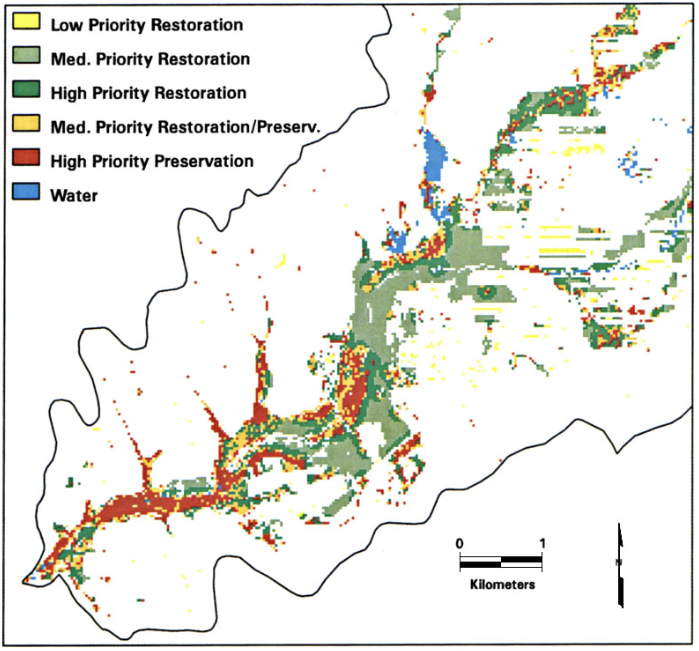 Low Priority Restoration
Med. Priority Restoration
High Priority Restoration
Med. Priority Restoration/Preserv.
High Priority Preservation
Water
0 1
Kilometers
N